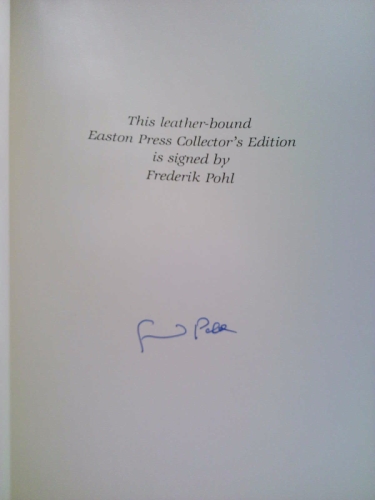 This leather-bound
Easton Press Collector's Edition
is signed by
Frederik Pohl